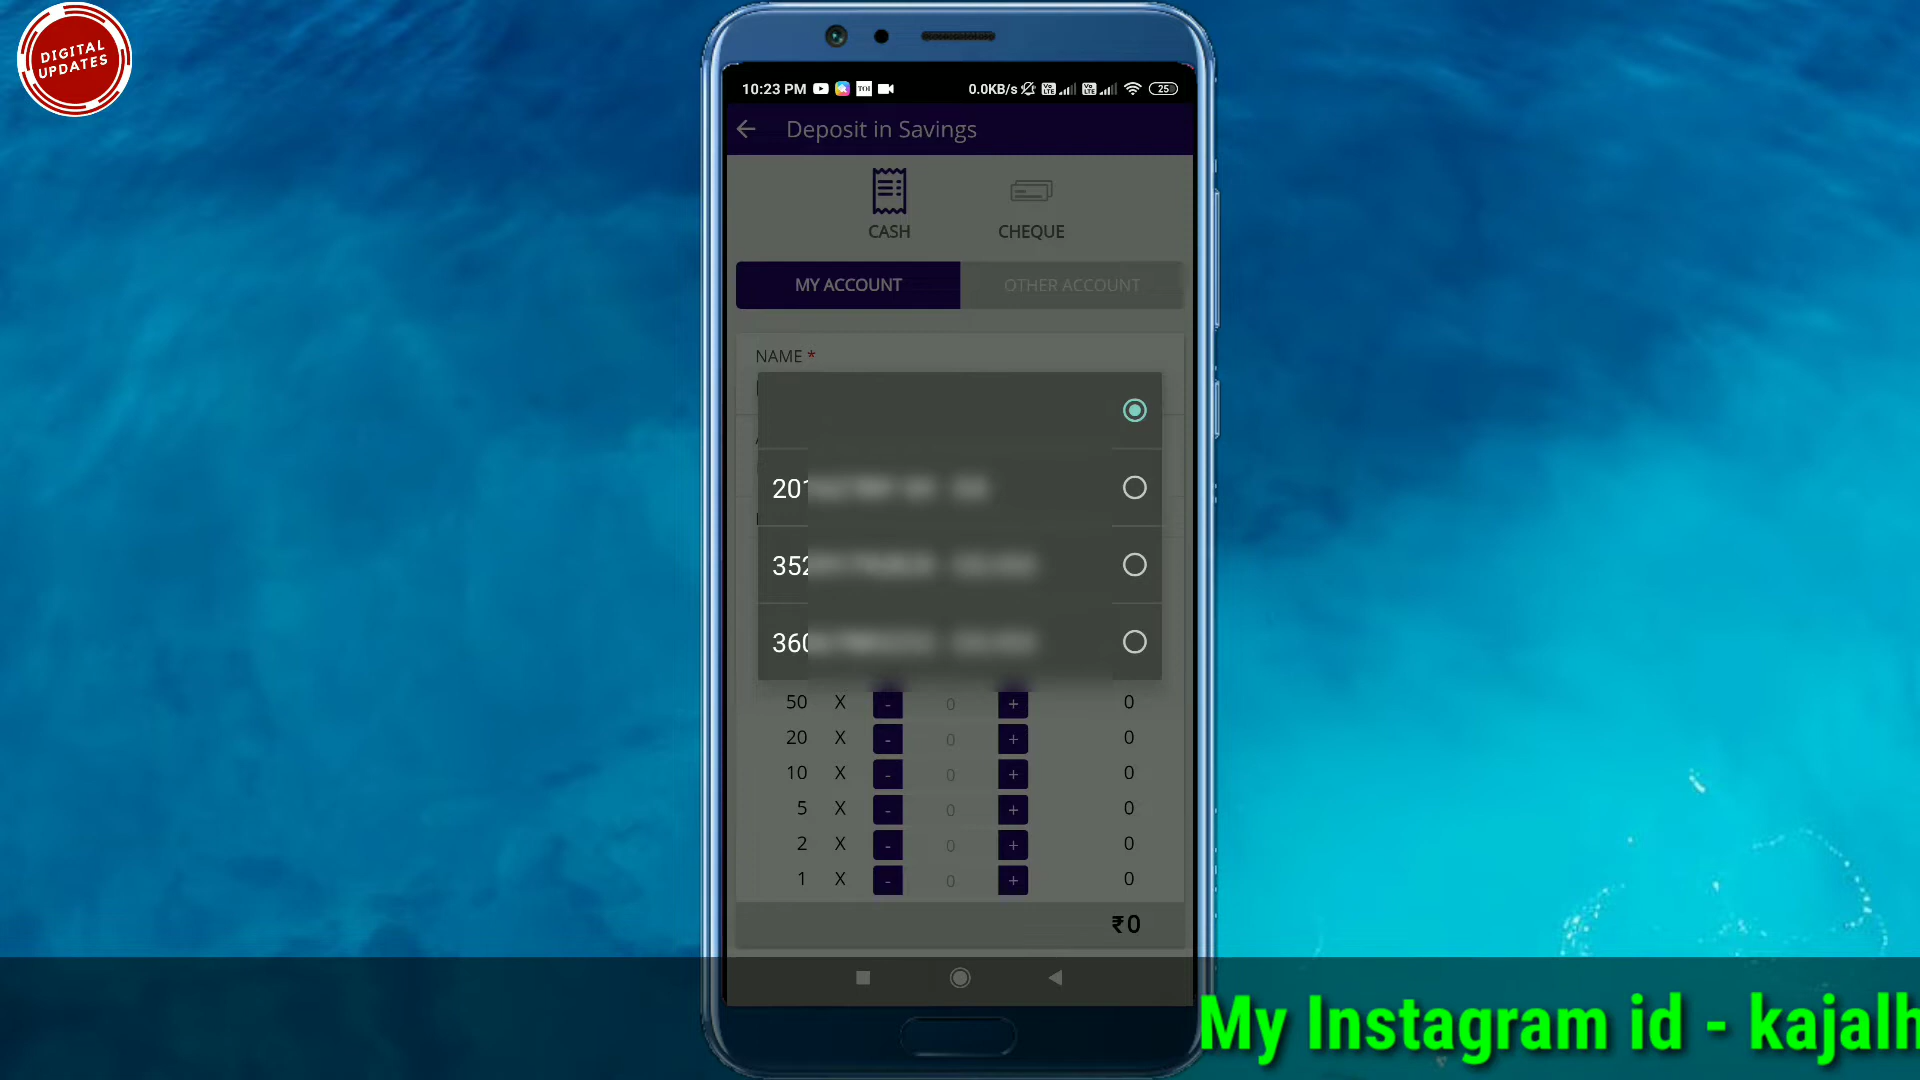 DIGITAL
UPDATES
10:23 PM
0.0KB/s
25
Deposit in Savings
CASH
CHEQUE
MY ACCOUNT
OTHER ACCOUNT
NAME *
201
352
360
50 X - 0 + 0
20 X - 0 + 0
10 X - 0 + 0
5 X - 0 + 0
2 X - 0 + 0
1 X - 0 + 0
₹0
My Instagram id - kajalh